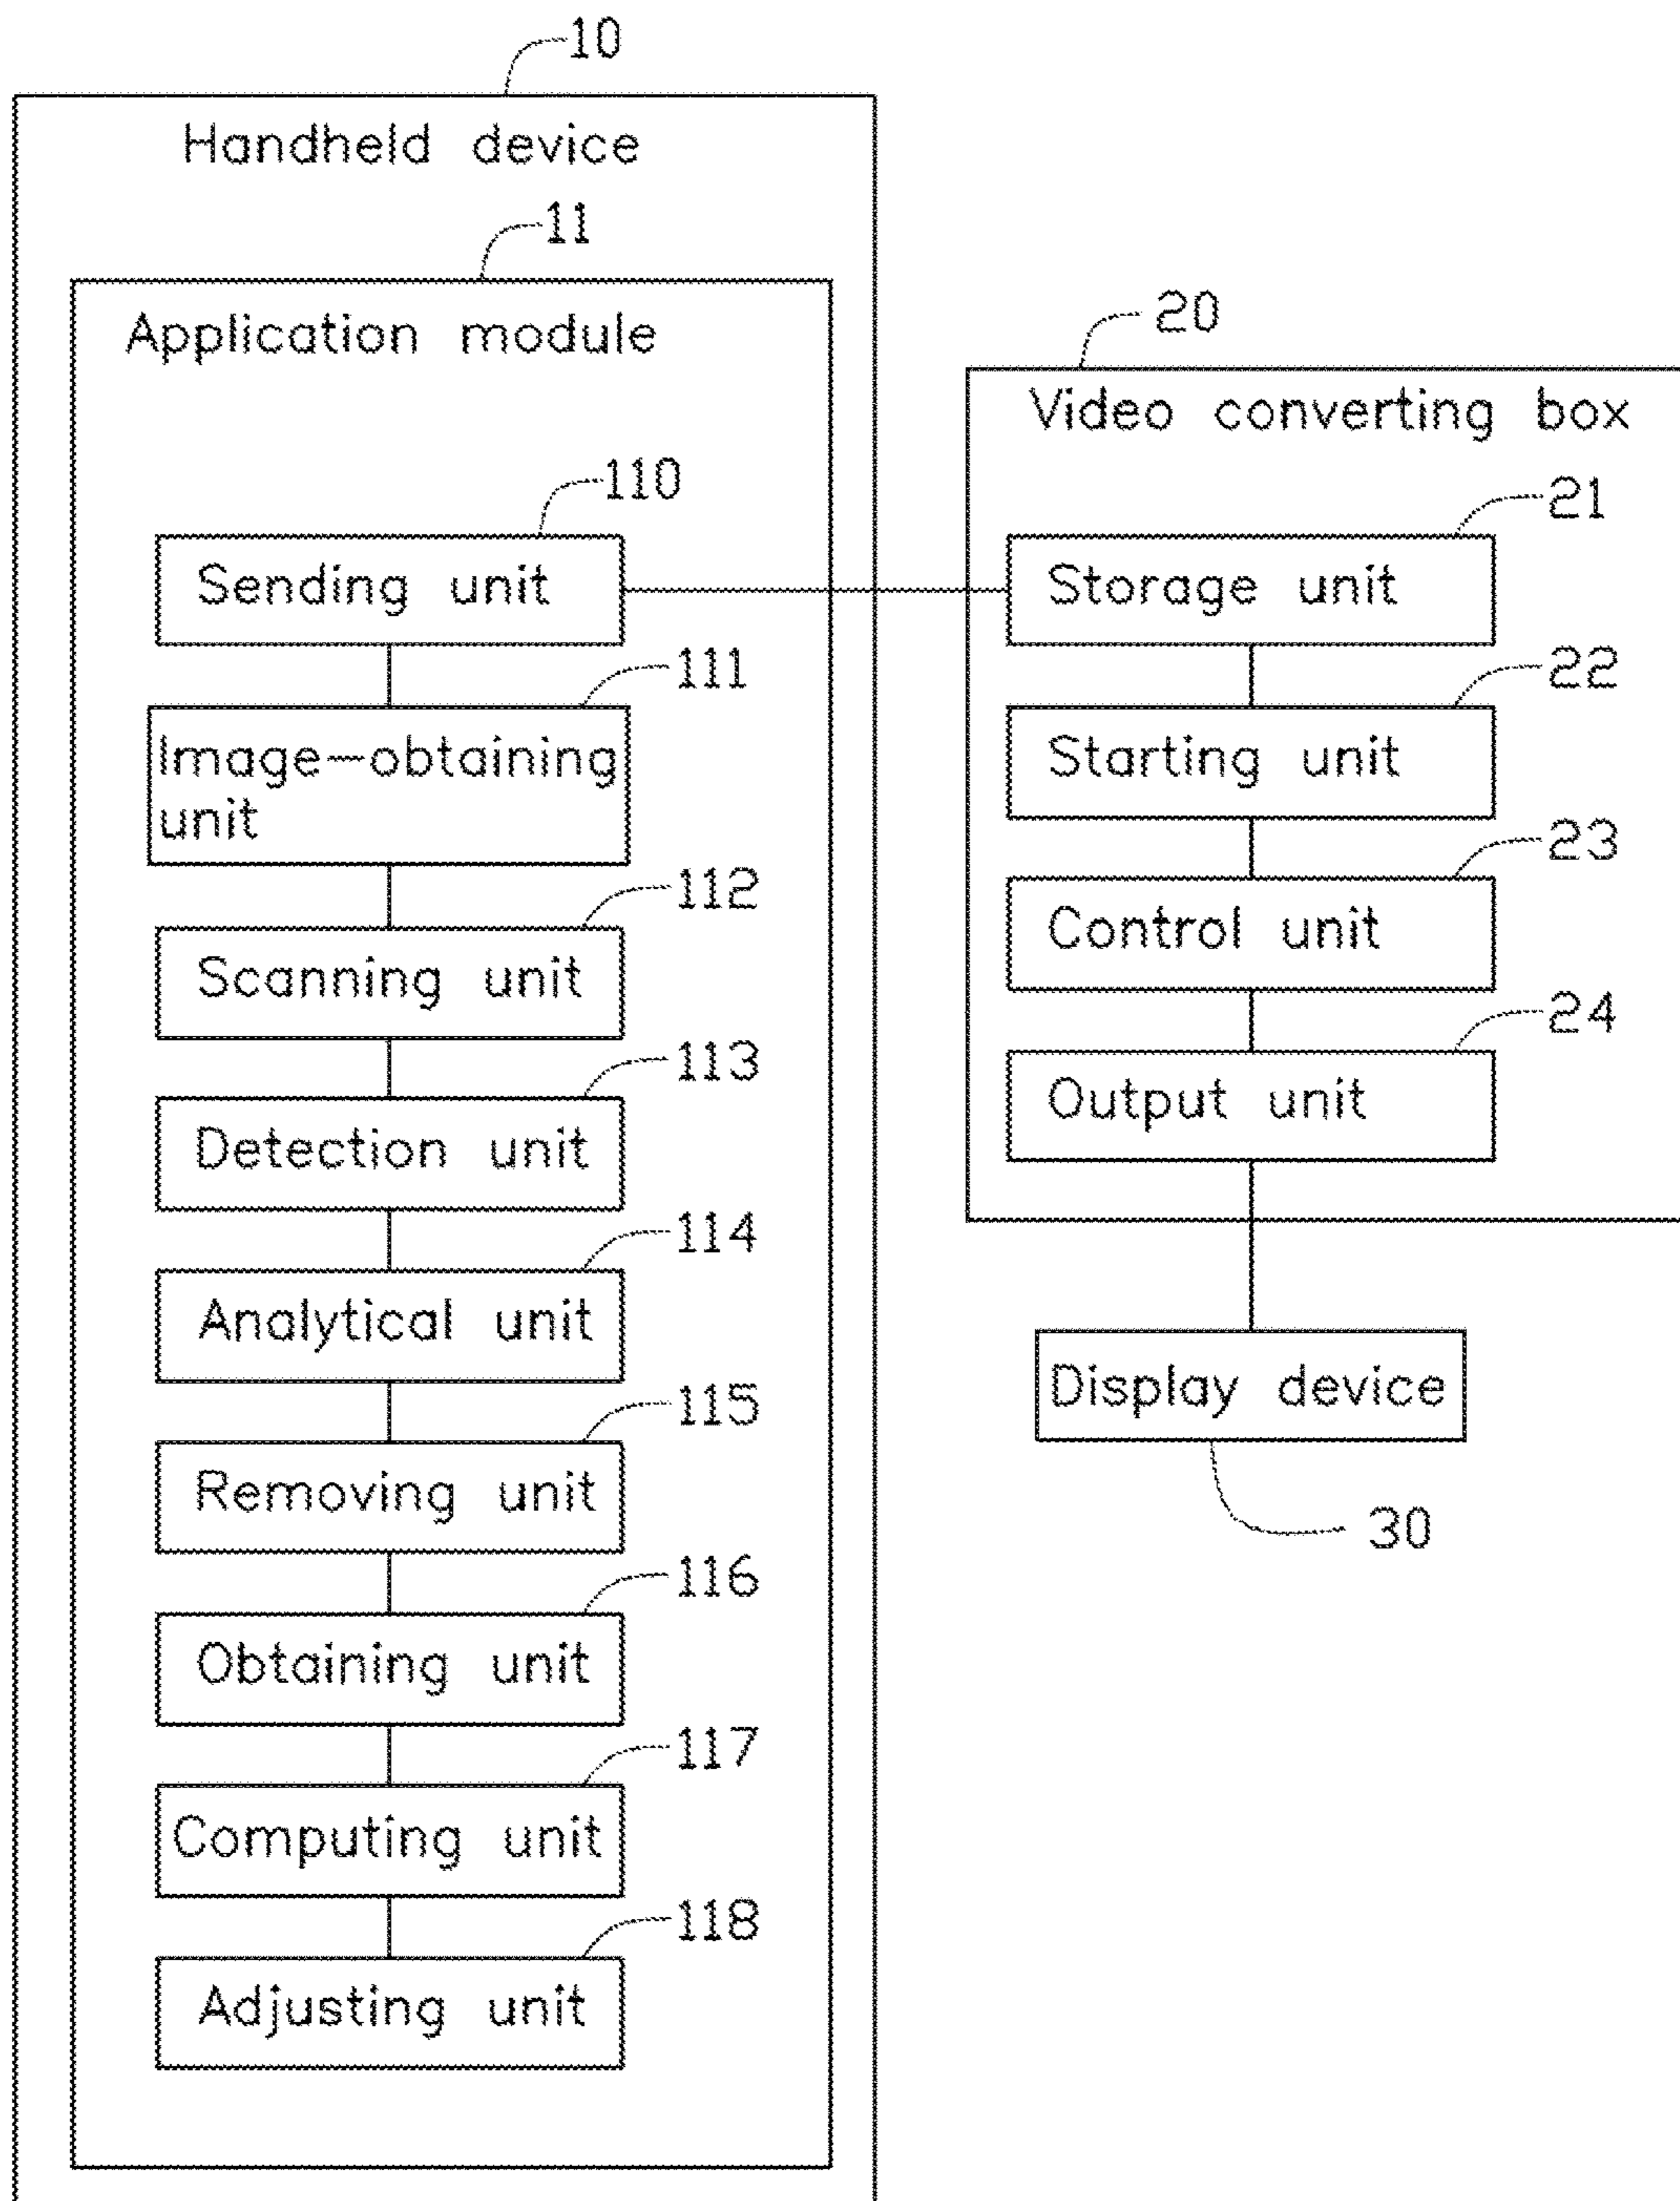 10
Handheld device
11
Application module
110
Sending unit
111
Image-obtaining
unit
112
Scanning unit
113
Detection unit
114
Analytical unit
115
Removing unit
116
Obtaining unit
117
Computing unit
118
Adjusting unit
20
Video converting box
21
Storage unit
22
Starting unit
23
Control unit
24
Output unit
Display device
30